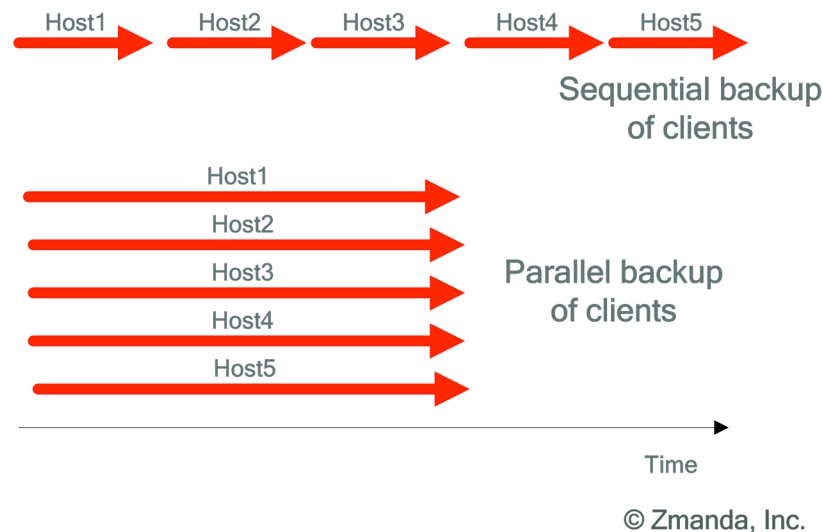 Host1 Host2 Host3 Host4 Host5
Sequential backup
of clients
Host1
Host2
Host3
Host4
Host5
Parallel backup
of clients
Time
© Zmanda, Inc.